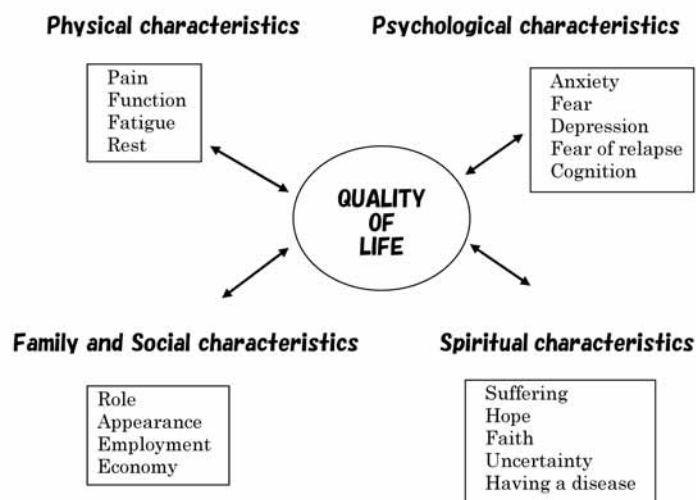 Physical characteristics
Pain
Function
Fatigue
Rest
Psychological characteristics
Anxiety
Fear
Depression
Fear of relapse
Cognition
QUALITY
OF
LIFE
Family and Social characteristics
Role
Appearance
Employment
Economy
Spiritual characteristics
Suffering
Hope
Faith
Uncertainty
Having a disease